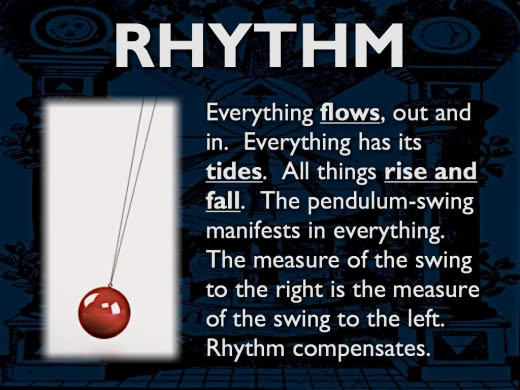 RHYTHM
Everything flows, out and
in.  Everything has its
tides.  All things rise and
fall.  The pendulum-swing
manifests in everything.
The measure of the swing
to the right is the measure
of the swing to the left.
Rhythm compensates.